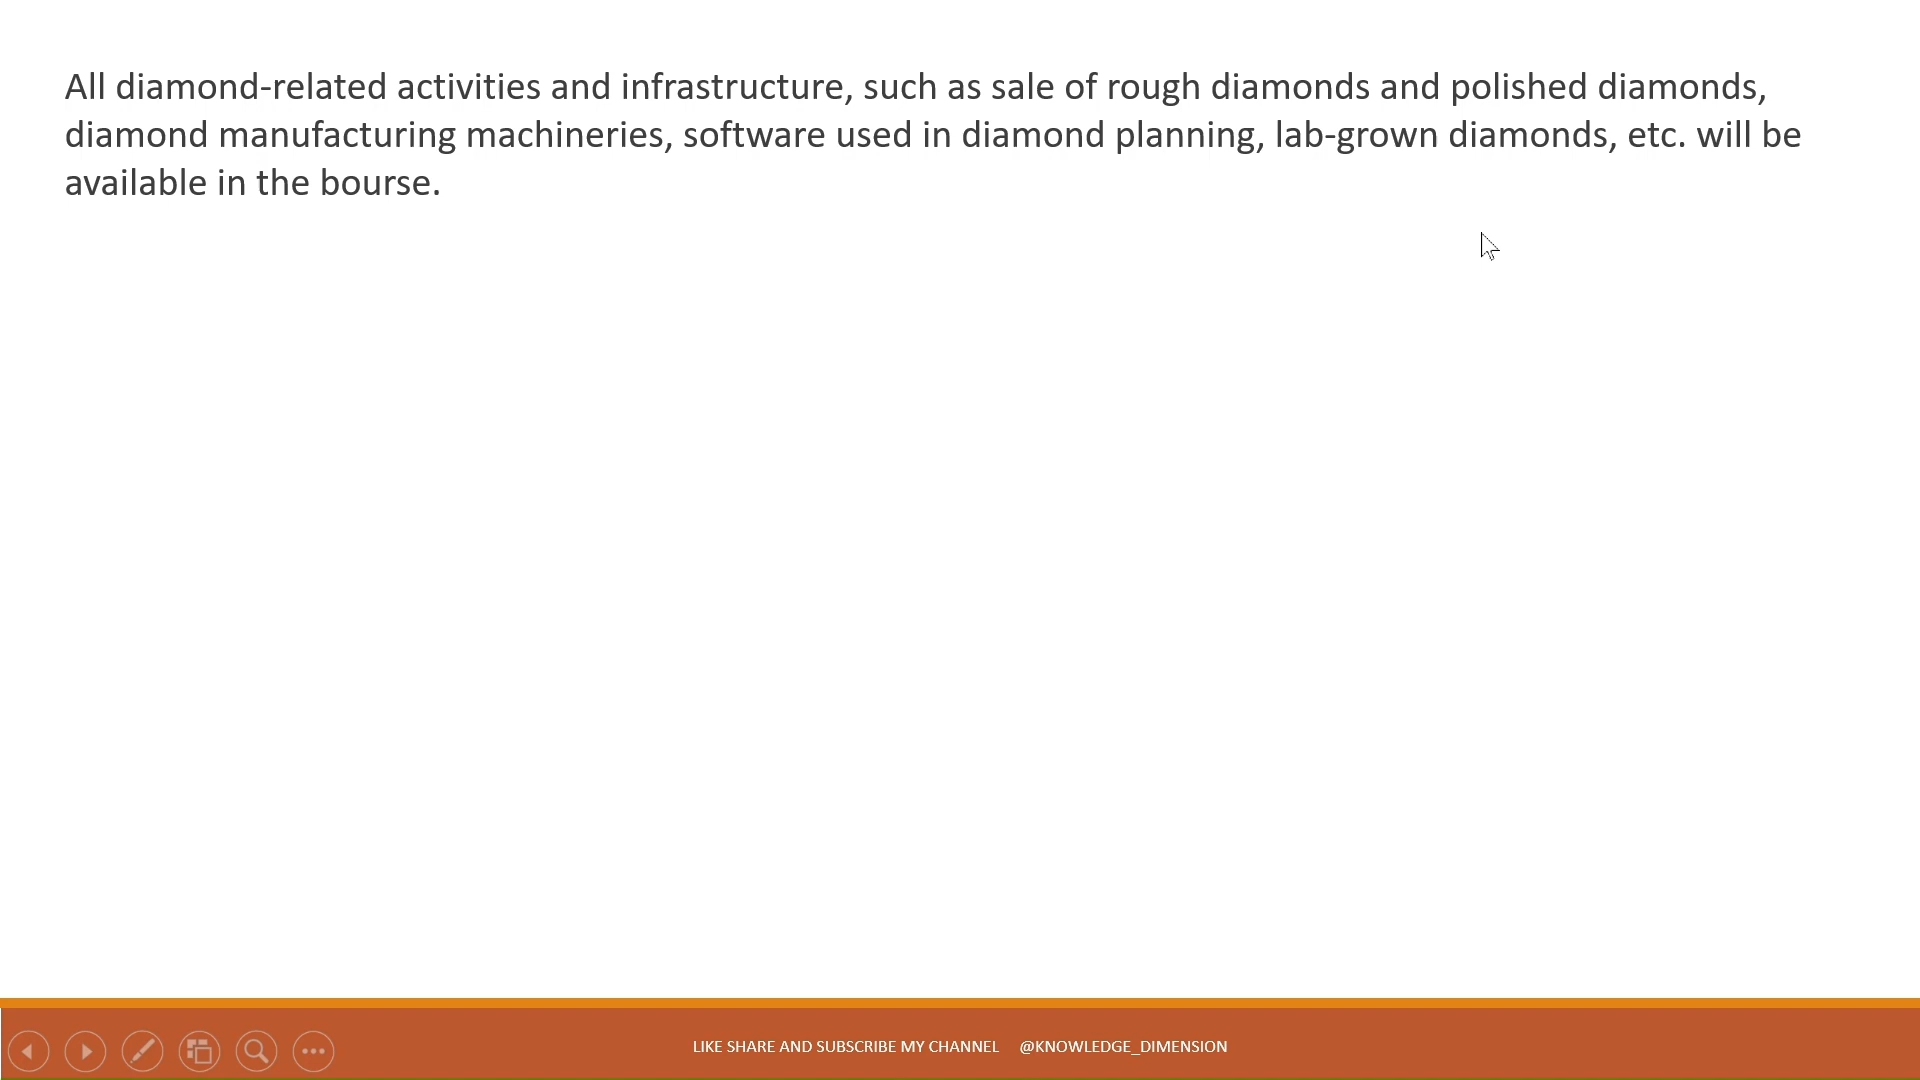 All diamond-related activities and infrastructure, such as sale of rough diamonds and polished diamonds,
diamond manufacturing machineries, software used in diamond planning, lab-grown diamonds, etc. will be
available in the bourse.
LIKE SHARE AND SUBSCRIBE MY CHANNEL @KNOWLEDGE_DIMENSION